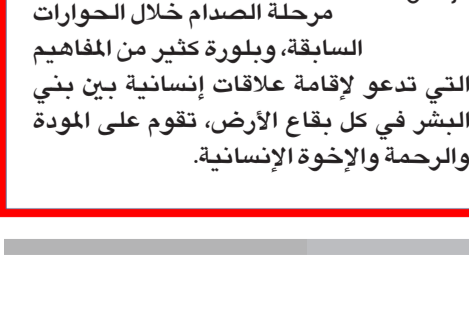 مرحلة الصدام خلال الحوارات
السابقة، وبلورة كثير من المفاهيم
التي تدعو لإقامة علاقات إنسانية بين بني
البشر في كل بقاع الأرض، تقوم على المودة
والرحمة والإخوة الإنسانية.